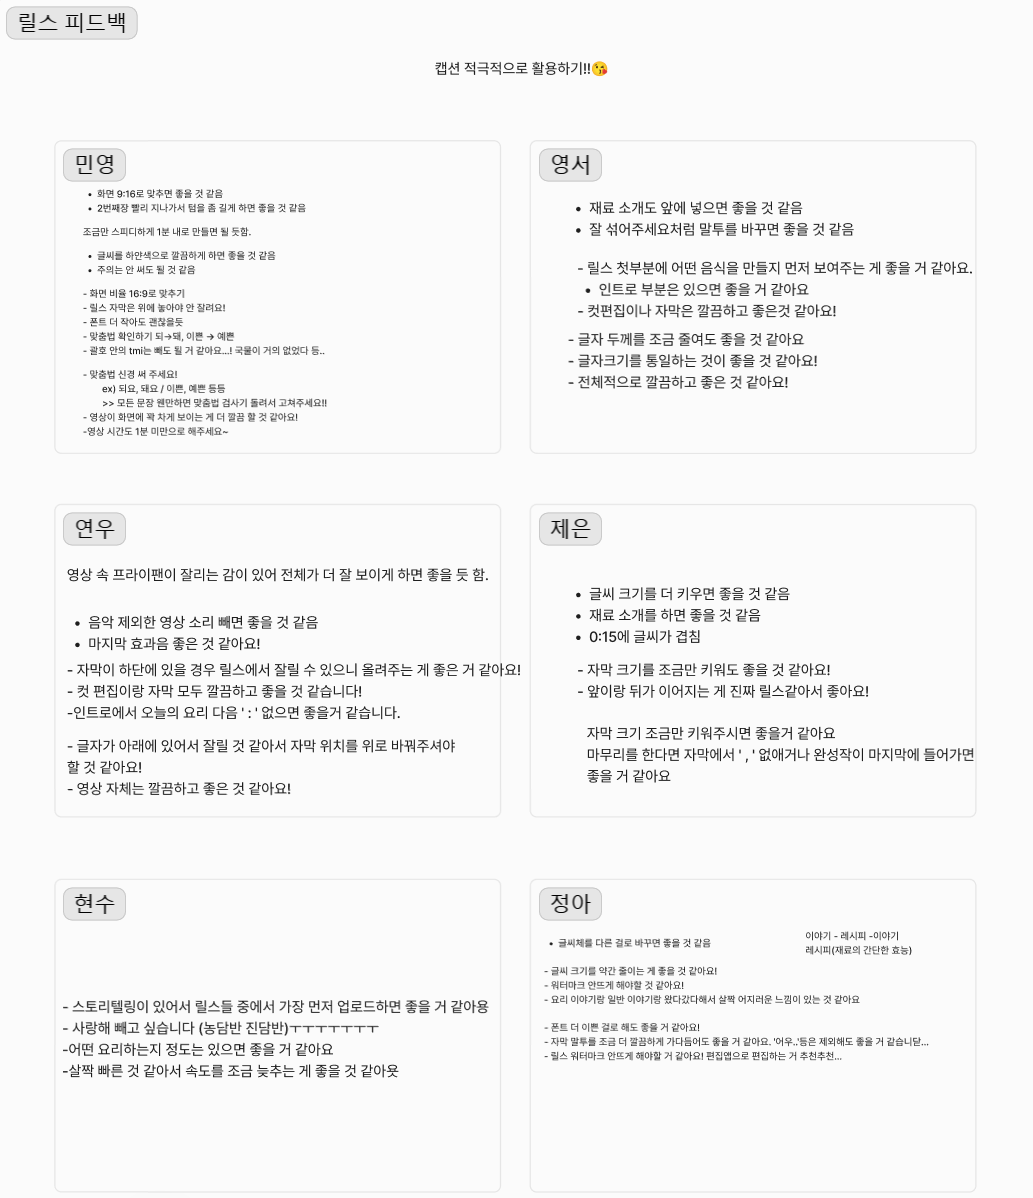 릴스 피드백
캡션 적극적으로 활용하기!!😘
민영
• 화면 9:16로 맞추면 좋을 것 같음
• 2번째장 빨리 지나가서 텀을 좀 길게 하면 좋을 것 같음
조금만 스피디하게 1분 내로 만들면 될 듯함.
• 글씨를 하얀색으로 깔끔하게 하면 좋을 것 같음
• 주의는 안 써도 될 것 같음
- 화면 비율 16:9로 맞추기
- 릴스 자막은 위에 놓아야 안 잘려요!
- 폰트 더 작아도 괜찮을듯
- 맞춤법 확인하기 되→돼, 이쁜 → 예쁜
- 괄호 안의 tmi는 빼도 될 거 같아요...! 국물이 거의 없었다 등..
- 맞춤법 신경 써 주세요!
ex) 되요, 돼요 / 이쁜, 예쁜 등등
>> 모든 문장 웬만하면 맞춤법 검사기 돌려서 고쳐주세요!!
- 영상이 화면에 꽉 차게 보이는 게 더 깔끔 할 것 같아요!
-영상 시간도 1분 미만으로 해주세요~
영서
• 재료 소개도 앞에 넣으면 좋을 것 같음
• 잘 섞어주세요처럼 말투를 바꾸면 좋을 것 같음
- 릴스 첫부분에 어떤 음식을 만들지 먼저 보여주는 게 좋을 거 같아요.
• 인트로 부분은 있으면 좋을 거 같아요
- 컷편집이나 자막은 깔끔하고 좋은것 같아요!
- 글자 두께를 조금 줄여도 좋을 것 같아요
- 글자크기를 통일하는 것이 좋을 것 같아요!
- 전체적으로 깔끔하고 좋은 것 같아요!
연우
영상 속 프라이팬이 잘리는 감이 있어 전체가 더 잘 보이게 하면 좋을 듯 함.
• 음악 제외한 영상 소리 빼면 좋을 것 같음
• 마지막 효과음 좋은 것 같아요!
- 자막이 하단에 있을 경우 릴스에서 잘릴 수 있으니 올려주는 게 좋은 거 같아요!
- 컷 편집이랑 자막 모두 깔끔하고 좋을 것 같습니다!
-인트로에서 오늘의 요리 다음 ' : ' 없으면 좋을거 같습니다.
- 글자가 아래에 있어서 잘릴 것 같아서 자막 위치를 위로 바꿔주셔야
할 것 같아요!
- 영상 자체는 깔끔하고 좋은 것 같아요!
제은
• 글씨 크기를 더 키우면 좋을 것 같음
• 재료 소개를 하면 좋을 것 같음
• 0:15에 글씨가 겹침
- 자막 크기를 조금만 키워도 좋을 것 같아요!
- 앞이랑 뒤가 이어지는 게 진짜 릴스같아서 좋아요!
자막 크기 조금만 키워주시면 좋을거 같아요
마무리를 한다면 자막에서 ' , ' 없애거나 완성작이 마지막에 들어가면
좋을 거 같아요
현수
- 스토리텔링이 있어서 릴스들 중에서 가장 먼저 업로드하면 좋을 거 같아용
- 사랑해 빼고 싶습니다 (농담반 진담반)ㅜㅜㅜㅜㅜㅜㅜ
-어떤 요리하는지 정도는 있으면 좋을 거 같아요
-살짝 빠른 것 같아서 속도를 조금 늦추는 게 좋을 것 같아욧
정아
• 글씨체를 다른 걸로 바꾸면 좋을 것 같음
이야기 - 레시피 -이야기
레시피(재료의 간단한 효능)
- 글씨 크기를 약간 줄이는 게 좋을 것 같아요!
- 워터마크 안뜨게 해야할 것 같아요!
- 요리 이야기랑 일반 이야기랑 왔다갔다해서 살짝 어지러운 느낌이 있는 것 같아요
- 폰트 더 이쁜 걸로 해도 좋을 거 같아요!
- 자막 말투를 조금 더 깔끔하게 가다듬어도 좋을 거 같아요. '어우..'등은 제외해도 좋을 거 같습니닫...
- 릴스 워터마크 안뜨게 해야할 거 같아요! 편집앱으로 편집하는 거 추천추천...